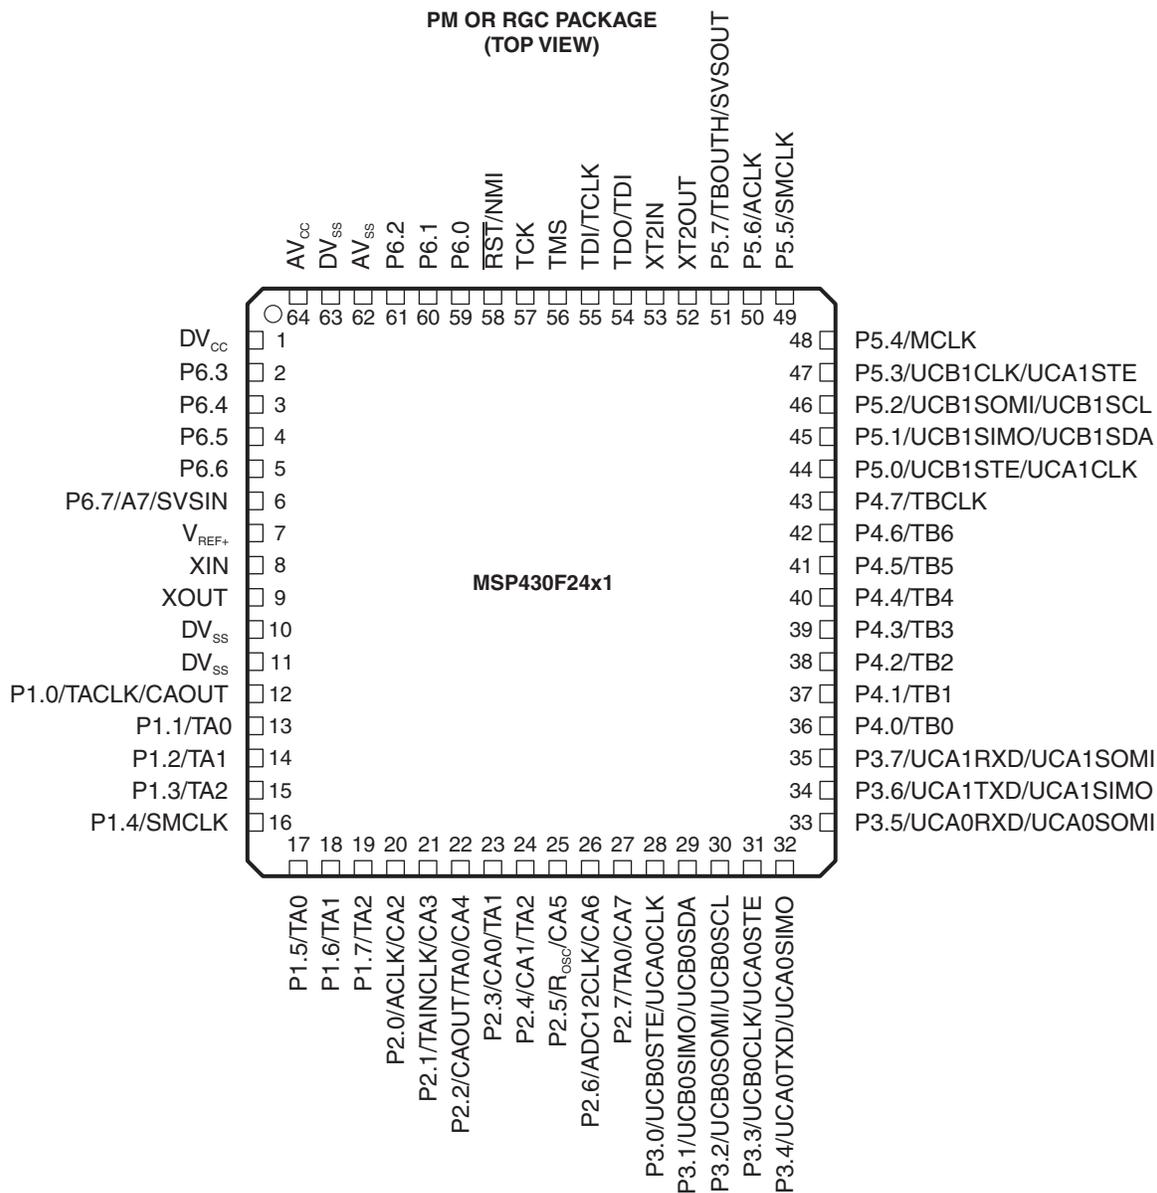 PM OR RGC PACKAGE
(TOP VIEW)
AVCC
DVSS
AVSS
P6.2
P6.1
P6.0
RST/NMI
TCK
TMS
TDI/TCLK
TDO/TDI
XT2IN
XT2OUT
P5.7/TBOUTH/SVSOUT
P5.6/ACLK
P5.5/SMCLK
64 63 62 61 60 59 58 57 56 55 54 53 52 51 50 49
DVCC 1
P6.3 2
P6.4 3
P6.5 4
P6.6 5
P6.7/A7/SVSIN 6
VREF+ 7
XIN 8
XOUT 9
DVSS 10
DVSS 11
P1.0/TACLK/CAOUT 12
P1.1/TA0 13
P1.2/TA1 14
P1.3/TA2 15
P1.4/SMCLK 16
MSP430F24x1
48 P5.4/MCLK
47 P5.3/UCB1CLK/UCA1STE
46 P5.2/UCB1SOMI/UCB1SCL
45 P5.1/UCB1SIMO/UCB1SDA
44 P5.0/UCB1STE/UCA1CLK
43 P4.7/TBCLK
42 P4.6/TB6
41 P4.5/TB5
40 P4.4/TB4
39 P4.3/TB3
38 P4.2/TB2
37 P4.1/TB1
36 P4.0/TB0
35 P3.7/UCA1RXD/UCA1SOMI
34 P3.6/UCA1TXD/UCA1SIMO
33 P3.5/UCA0RXD/UCA0SOMI
17 18 19 20 21 22 23 24 25 26 27 28 29 30 31 32
P1.5/TA0
P1.6/TA1
P1.7/TA2
P2.0/ACLK/CA2
P2.1/TAINCLK/CA3
P2.2/CAOUT/TA0/CA4
P2.3/CA0/TA1
P2.4/CA1/TA2
P2.5/ROSC/CA5
P2.6/ADC12CLK/CA6
P2.7/TA0/CA7
P3.0/UCB0STE/UCA0CLK
P3.1/UCB0SIMO/UCB0SDA
P3.2/UCB0SOMI/UCB0SCL
P3.3/UCB0CLK/UCA0STE
P3.4/UCA0TXD/UCA0SIMO